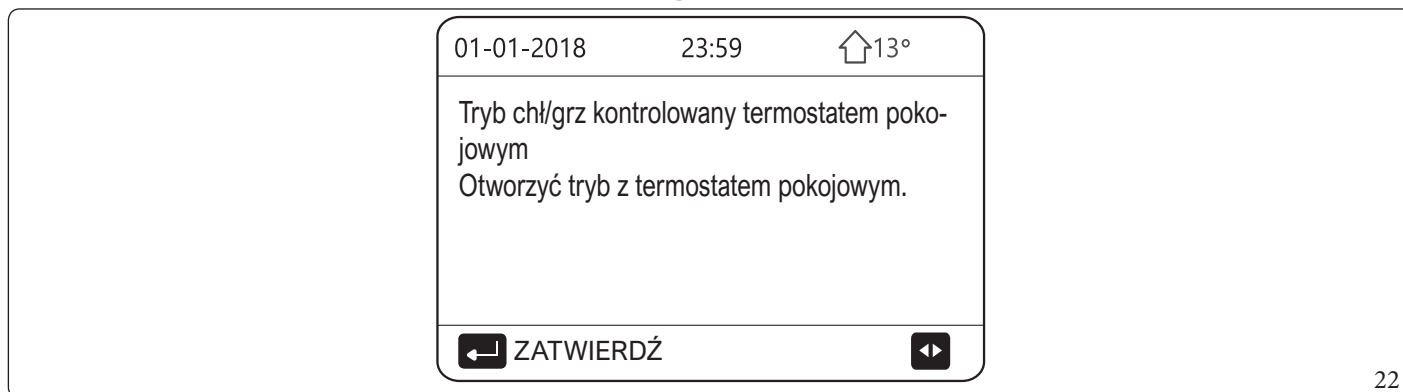 01-01-2018 23:59 13°
Tryb chł/grz kontrolowany termostatem poko-
jowym
Otworzyć tryb z termostatem pokojowym.
ZATWIERDŹ
22